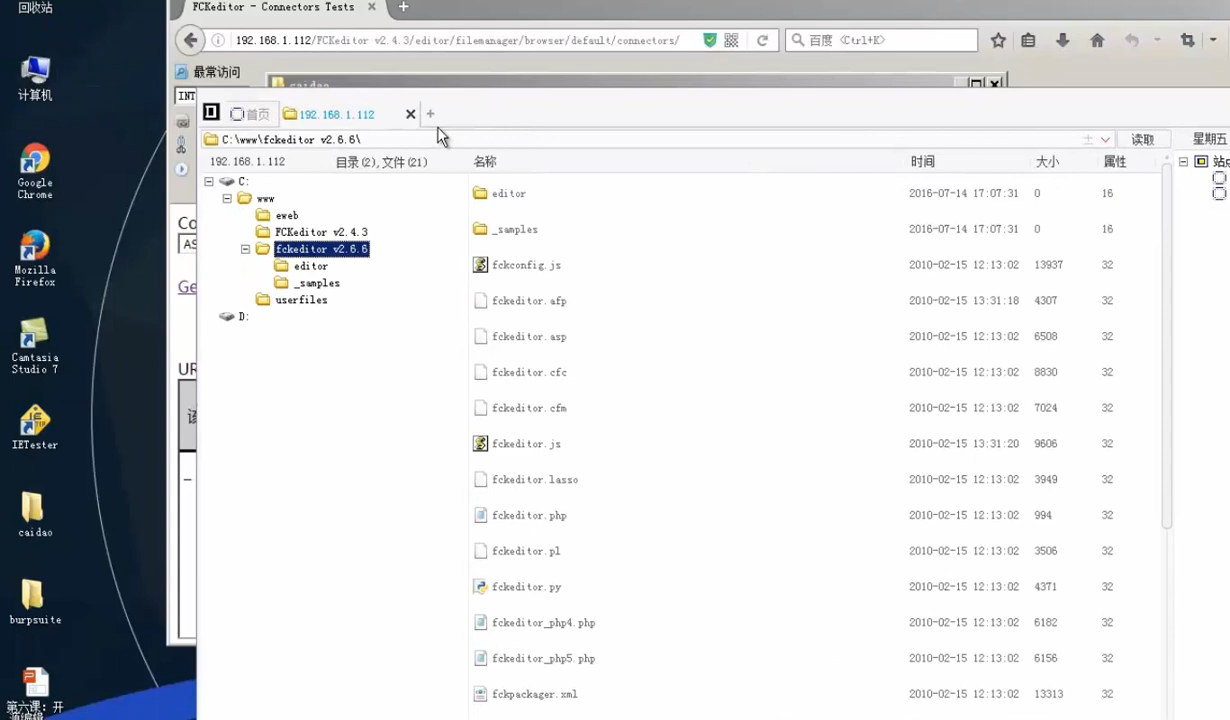 回收站
计算机
Google
Chrome
Mozilla
Firefox
Camtasia
Studio 7
IETester
caidao
burpsuite
第六课：开
源编辑
FCKeditor - Connectors Tests
192.168.1.112/FCKeditor v2.4.3/editor/filemanager/browser/default/connectors/
百度 <Ctrl+K>
最常访问
caidao
INT
首页
192.168.1.112
C:\www\fckeditor v2.6.6\
读取
星期五
192.168.1.112
目录(2),文件(21)
名称
时间
大小
属性
站点
C:
www
eweb
FCKeditor v2.4.3
fckeditor v2.6.6
editor
_samples
userfiles
D:
editor 2016-07-14 17:07:31 0 16
_samples 2016-07-14 17:07:31 0 16
fckconfig.js 2010-02-15 12:13:02 13937 32
fckeditor.afp 2010-02-15 13:31:18 4307 32
fckeditor.asp 2010-02-15 12:13:02 6508 32
fckeditor.cfc 2010-02-15 12:13:02 8830 32
fckeditor.cfm 2010-02-15 12:13:02 7024 32
fckeditor.js 2010-02-15 13:31:20 9606 32
fckeditor.lasso 2010-02-15 12:13:02 3949 32
fckeditor.php 2010-02-15 12:13:02 994 32
fckeditor.pl 2010-02-15 12:13:02 3506 32
fckeditor.py 2010-02-15 12:13:02 4371 32
fckeditor_php4.php 2010-02-15 12:13:02 6182 32
fckeditor_php5.php 2010-02-15 12:13:02 6156 32
fckpackager.xml 2010-02-15 12:13:02 13313 32
Co
AS
Ge
UR
该